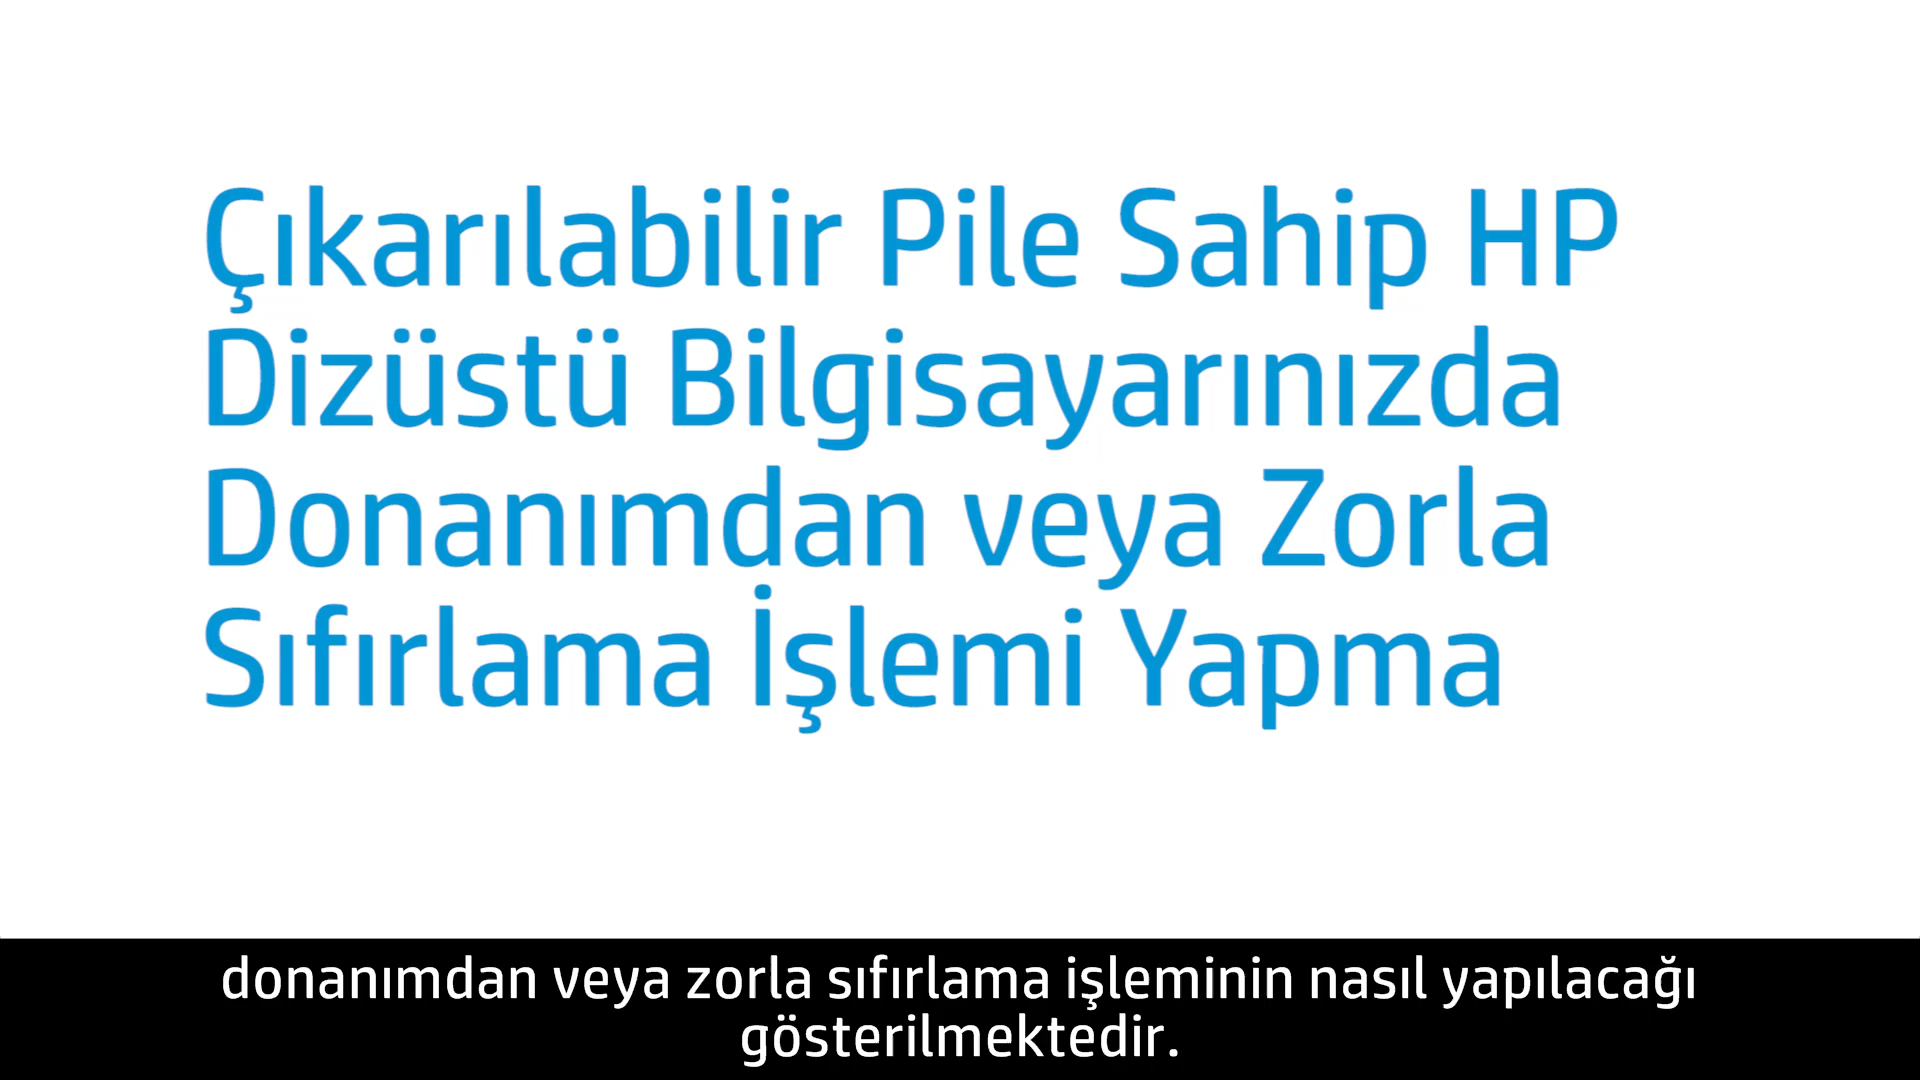 Çıkarılabilir Pile Sahip HP
Dizüstü Bilgisayarınızda
Donanımdan veya Zorla
Sıfırlama İşlemi Yapma
donanımdan veya zorla sıfırlama işleminin nasıl yapılacağı
gösterilmektedir.